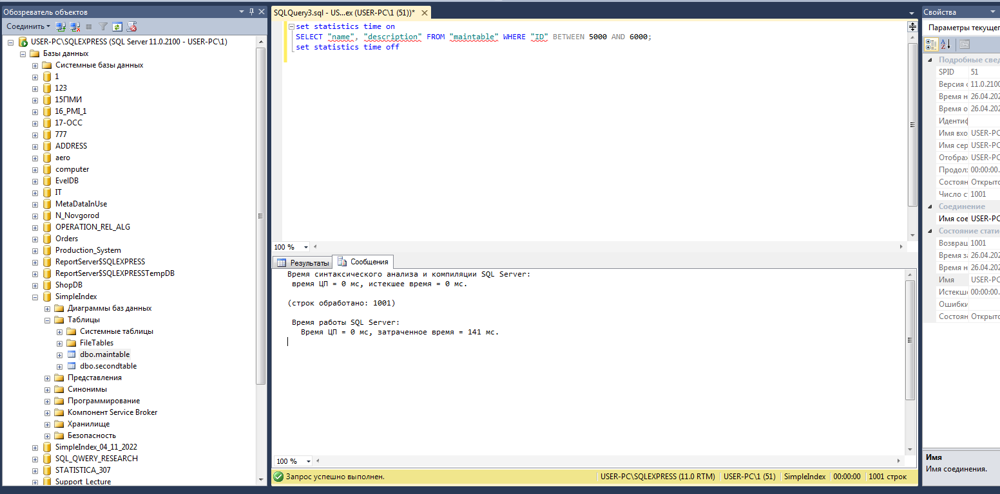 Обозреватель объектов
Соединить
USER-PC\SQLEXPRESS (SQL Server 11.0.2100 - USER-PC\1)
Базы данных
Системные базы данных
1
123
15ПМИ
16_PMI_1
17-ОСС
777
ADDRESS
aero
computer
EvelDB
IT
MetaDataInUse
N_Novgorod
OPERATION_REL_ALG
Orders
Production_System
ReportServer$SQLEXPRESS
ReportServer$SQLEXPRESSTempDB
ShopDB
SimpleIndex
Диаграммы баз данных
Таблицы
Системные таблицы
FileTables
dbo.maintable
dbo.secondtable
Представления
Синонимы
Программирование
Компонент Service Broker
Хранилище
Безопасность
SimpleIndex_04_11_2022
SQL_QWERY_RESEARCH
STATISTICA_307
Support_Lecture
SQLQuery3.sql - US...ex (USER-PC\1 (51))*
set statistics time on
SELECT "name", "description" FROM "maintable" WHERE "ID" BETWEEN 5000 AND 6000;
set statistics time off
100 %
Результаты Сообщения
Время синтаксического анализа и компиляции SQL Server:
время ЦП = 0 мс, истекшее время = 0 мс.
(строк обработано: 1001)
Время работы SQL Server:
Время ЦП = 0 мс, затраченное время = 141 мс.
100 %
Запрос успешно выполнен. USER-PC\SQLEXPRESS (11.0 RTM) USER-PC\1 (51) SimpleIndex 00:00:00 1001 строк
Свойства
Параметры текущег
Подробные свед
SPID 51
Версия с 11.0.2100
Время н 26.04.202
Время о 26.04.202
Идентиф
Имя вхо USER-PC
Имя сер USER-PC
Отображ USER-PC
Продолж 00:00:00.
Состоян Открыто
Число с 1001
Соединение
Имя сое USER-PC
Состояние стати
Возвращ 1001
Время за 26.04.202
Время н 26.04.202
Имя USER-PC
Истекше 00:00:00.
Ошибки
Состоян Открыто
Имя
Имя соединения.